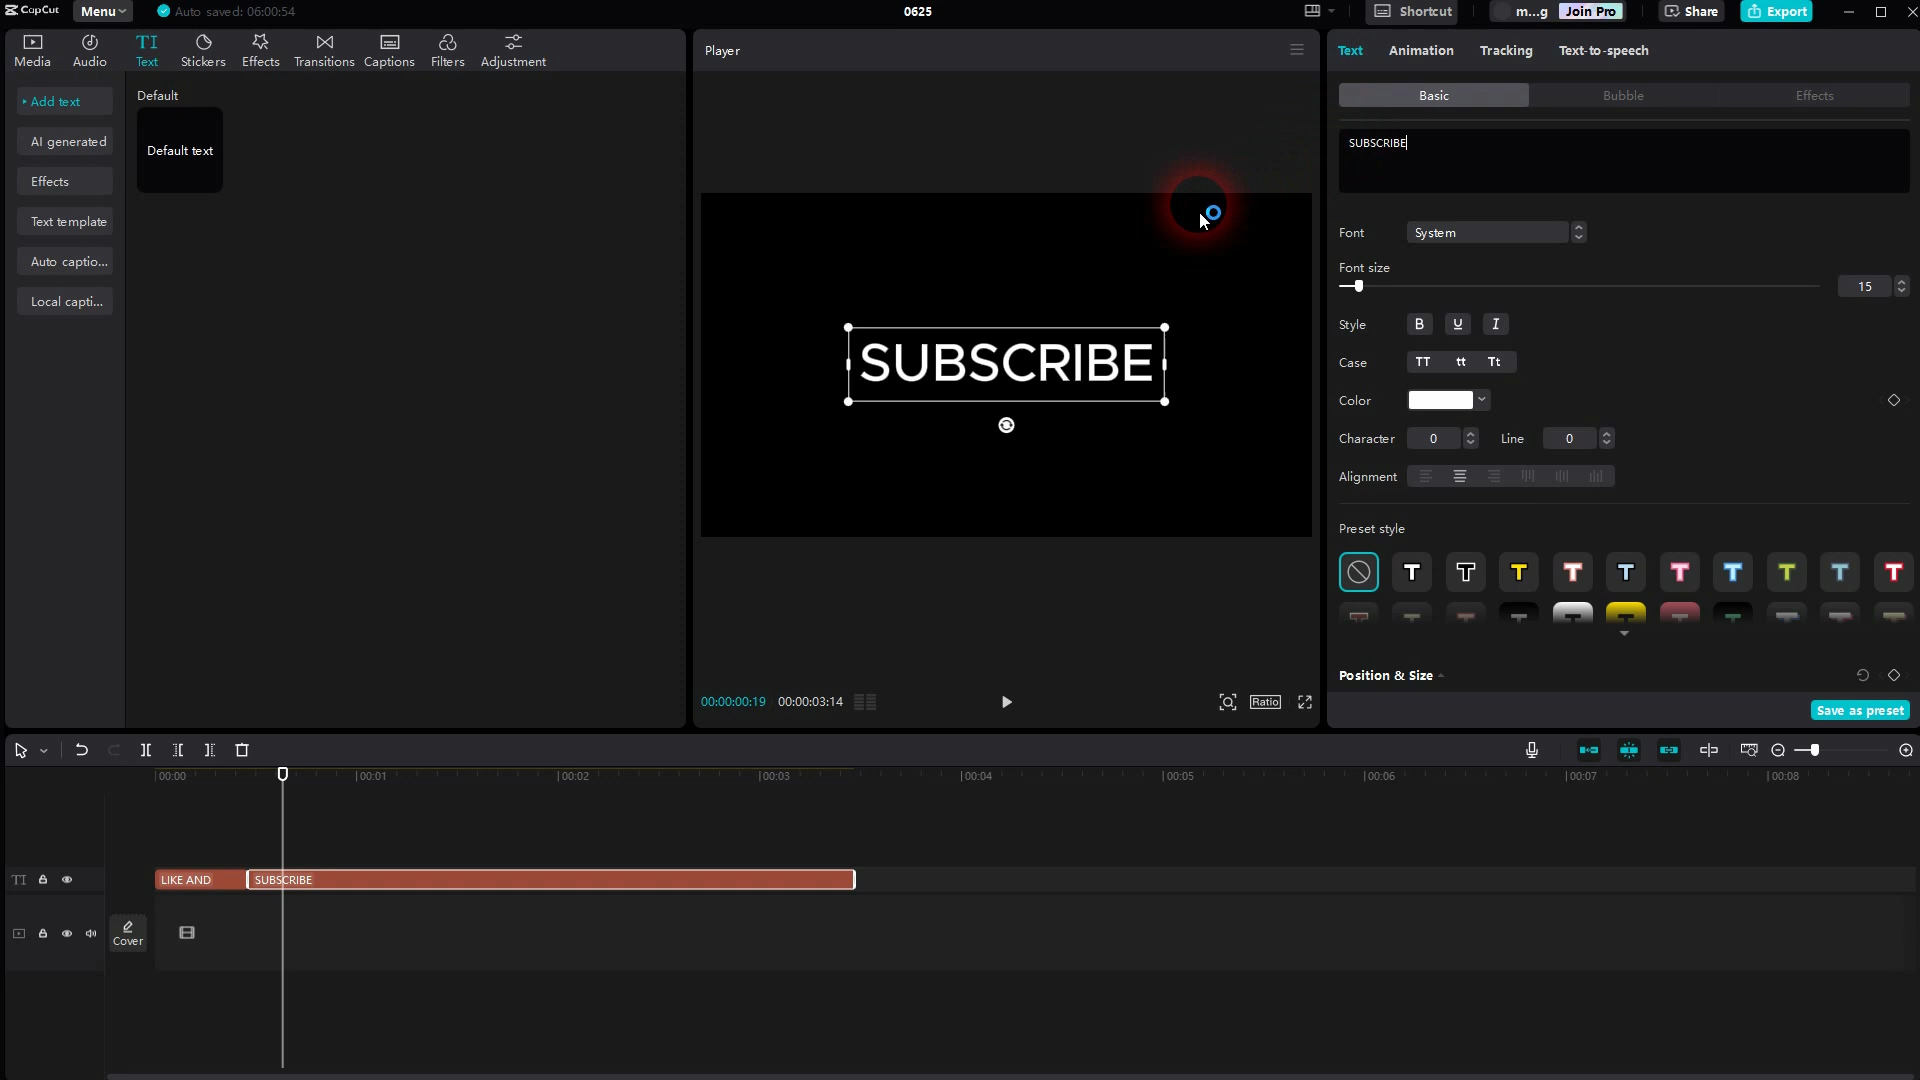 CapCut
Menu
Auto saved: 06:00:54
0625
Shortcut
m...g
Join Pro
Share
Export
Media
Audio
TI
Text
Stickers
Effects
Transitions
Captions
Filters
Adjustment
Add text
AI generated
Effects
Text template
Auto captio...
Local capti...
Default
Default text
Player
SUBSCRIBE
00:00:00:19
00:00:03:14
Ratio
Text
Animation
Tracking
Text-to-speech
Basic
Bubble
Effects
SUBSCRIBE
Font
System
Font size
15
Style
B
U
I
Case
TT
tt
Tt
Color
Character
0
Line
0
Alignment
Preset style
T T T T T T T T T T
Position & Size
Save as preset
00:00
00:01
00:02
00:03
00:04
00:05
00:06
00:07
00:08
TI
LIKE AND
SUBSCRIBE
Cover